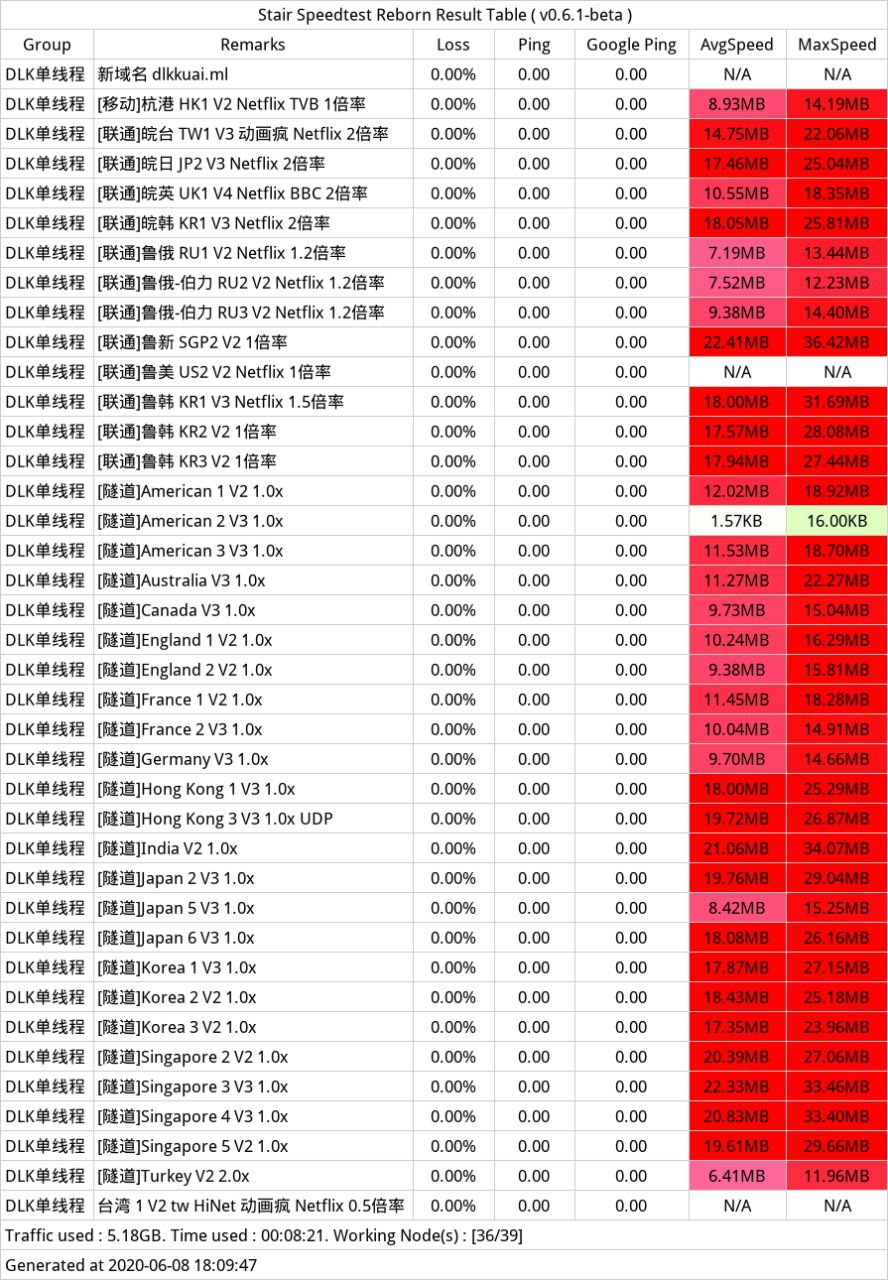 Stair Speedtest Reborn Result Table ( v0.6.1-beta )
Group Remarks Loss Ping Google Ping AvgSpeed MaxSpeed
DLK单线程 新域名 dlkkuai.ml 0.00% 0.00 0.00 N/A N/A
DLK单线程 [移动]杭港 HK1 V2 Netflix TVB 1倍率 0.00% 0.00 0.00 8.93MB 14.19MB
DLK单线程 [联通]皖台 TW1 V3 动画疯 Netflix 2倍率 0.00% 0.00 0.00 14.75MB 22.06MB
DLK单线程 [联通]皖日 JP2 V3 Netflix 2倍率 0.00% 0.00 0.00 17.46MB 25.04MB
DLK单线程 [联通]皖英 UK1 V4 Netflix BBC 2倍率 0.00% 0.00 0.00 10.55MB 18.35MB
DLK单线程 [联通]皖韩 KR1 V3 Netflix 2倍率 0.00% 0.00 0.00 18.05MB 25.81MB
DLK单线程 [联通]鲁俄 RU1 V2 Netflix 1.2倍率 0.00% 0.00 0.00 7.19MB 13.44MB
DLK单线程 [联通]鲁俄-伯力 RU2 V2 Netflix 1.2倍率 0.00% 0.00 0.00 7.52MB 12.23MB
DLK单线程 [联通]鲁俄-伯力 RU3 V2 Netflix 1.2倍率 0.00% 0.00 0.00 9.38MB 14.40MB
DLK单线程 [联通]鲁新 SGP2 V2 1倍率 0.00% 0.00 0.00 22.41MB 36.42MB
DLK单线程 [联通]鲁美 US2 V2 Netflix 1倍率 0.00% 0.00 0.00 N/A N/A
DLK单线程 [联通]鲁韩 KR1 V3 Netflix 1.5倍率 0.00% 0.00 0.00 18.00MB 31.69MB
DLK单线程 [联通]鲁韩 KR2 V2 1倍率 0.00% 0.00 0.00 17.57MB 28.08MB
DLK单线程 [联通]鲁韩 KR3 V2 1倍率 0.00% 0.00 0.00 17.94MB 27.44MB
DLK单线程 [隧道]American 1 V2 1.0x 0.00% 0.00 0.00 12.02MB 18.92MB
DLK单线程 [隧道]American 2 V3 1.0x 0.00% 0.00 0.00 1.57KB 16.00KB
DLK单线程 [隧道]American 3 V3 1.0x 0.00% 0.00 0.00 11.53MB 18.70MB
DLK单线程 [隧道]Australia V3 1.0x 0.00% 0.00 0.00 11.27MB 22.27MB
DLK单线程 [隧道]Canada V3 1.0x 0.00% 0.00 0.00 9.73MB 15.04MB
DLK单线程 [隧道]England 1 V2 1.0x 0.00% 0.00 0.00 10.24MB 16.29MB
DLK单线程 [隧道]England 2 V2 1.0x 0.00% 0.00 0.00 9.38MB 15.81MB
DLK单线程 [隧道]France 1 V2 1.0x 0.00% 0.00 0.00 11.45MB 18.28MB
DLK单线程 [隧道]France 2 V3 1.0x 0.00% 0.00 0.00 10.04MB 14.91MB
DLK单线程 [隧道]Germany V3 1.0x 0.00% 0.00 0.00 9.70MB 14.66MB
DLK单线程 [隧道]Hong Kong 1 V3 1.0x 0.00% 0.00 0.00 18.00MB 25.29MB
DLK单线程 [隧道]Hong Kong 3 V3 1.0x UDP 0.00% 0.00 0.00 19.72MB 26.87MB
DLK单线程 [隧道]India V2 1.0x 0.00% 0.00 0.00 21.06MB 34.07MB
DLK单线程 [隧道]Japan 2 V3 1.0x 0.00% 0.00 0.00 19.76MB 29.04MB
DLK单线程 [隧道]Japan 5 V3 1.0x 0.00% 0.00 0.00 8.42MB 15.25MB
DLK单线程 [隧道]Japan 6 V3 1.0x 0.00% 0.00 0.00 18.08MB 26.16MB
DLK单线程 [隧道]Korea 1 V3 1.0x 0.00% 0.00 0.00 17.87MB 27.15MB
DLK单线程 [隧道]Korea 2 V2 1.0x 0.00% 0.00 0.00 18.43MB 25.18MB
DLK单线程 [隧道]Korea 3 V2 1.0x 0.00% 0.00 0.00 17.35MB 23.96MB
DLK单线程 [隧道]Singapore 2 V2 1.0x 0.00% 0.00 0.00 20.39MB 27.06MB
DLK单线程 [隧道]Singapore 3 V3 1.0x 0.00% 0.00 0.00 22.33MB 33.46MB
DLK单线程 [隧道]Singapore 4 V3 1.0x 0.00% 0.00 0.00 20.83MB 33.40MB
DLK单线程 [隧道]Singapore 5 V2 1.0x 0.00% 0.00 0.00 19.61MB 29.66MB
DLK单线程 [隧道]Turkey V2 2.0x 0.00% 0.00 0.00 6.41MB 11.96MB
DLK单线程 台湾 1 V2 tw HiNet 动画疯 Netflix 0.5倍率 0.00% 0.00 0.00 N/A N/A
Traffic used : 5.18GB. Time used : 00:08:21. Working Node(s) : [36/39]
Generated at 2020-06-08 18:09:47